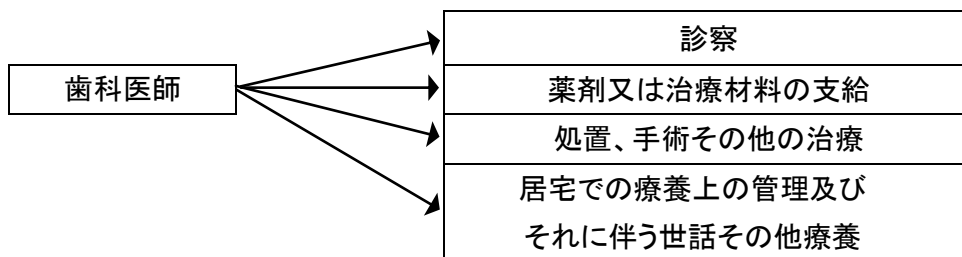 歯科医師
診察
薬剤又は治療材料の支給
処置、手術その他の治療
居宅での療養上の管理及び
それに伴う世話その他療養